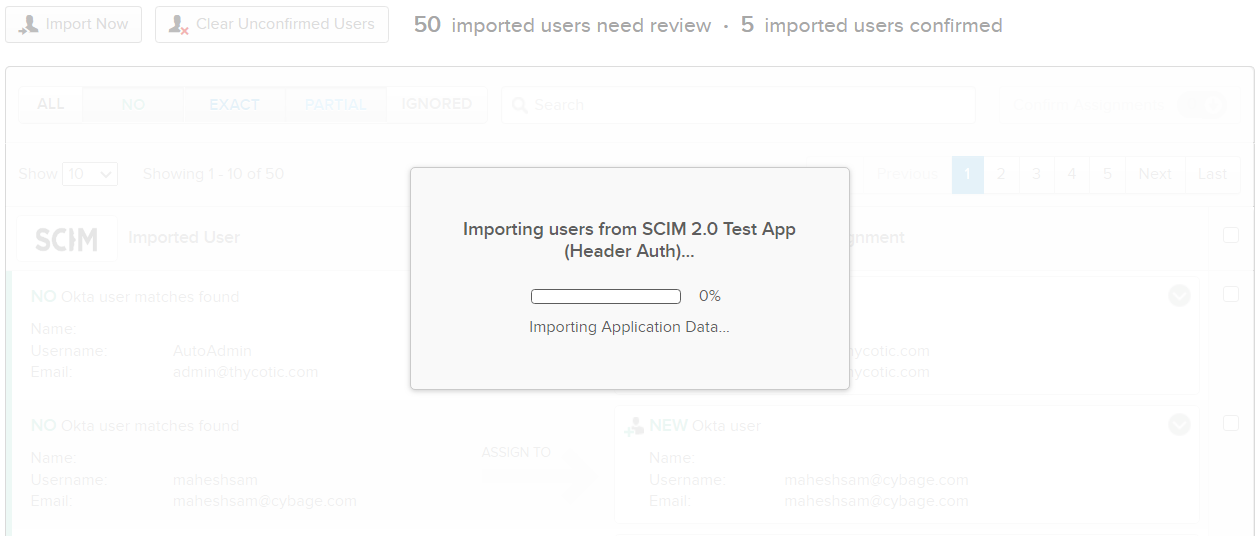 Import Now
Clear Unconfirmed Users
50 imported users need review · 5 imported users confirmed
ALL
NO
EXACT
PARTIAL
IGNORED
Search
Confirm Assignments
Show 10
Showing 1 - 10 of 50
Previous 1 2 3 4 5 Next Last
SCIM
Imported User
gnment
Importing users from SCIM 2.0 Test App
(Header Auth)...
0%
Importing Application Data...
NO Okta user matches found
Name:
Username: AutoAdmin
Email: admin@thycotic.com
hycotic.com
hycotic.com
NO Okta user matches found
Name:
Username: maheshsam
Email: maheshsam@cybage.com
ASSIGN TO
NEW Okta user
Name:
Username: maheshsam@cybage.com
Email: maheshsam@cybage.com